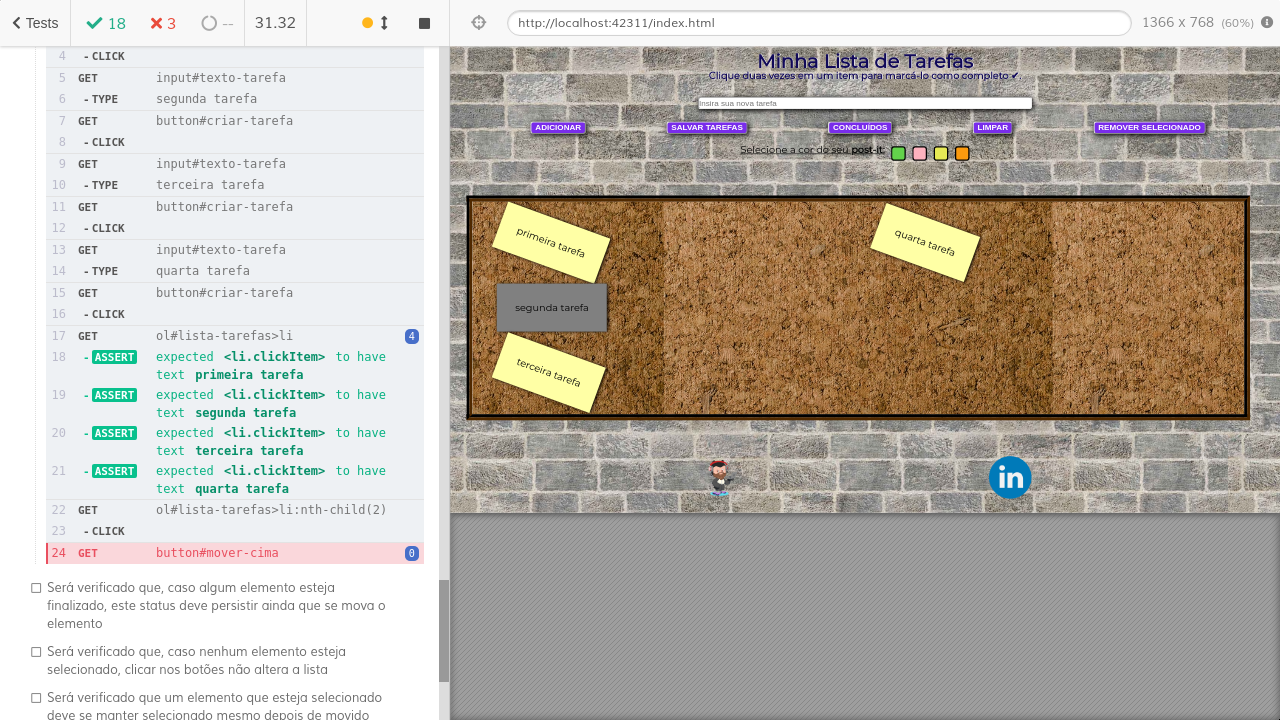 Tests
18
3
--
31.32
http://localhost:42311/index.html
1366 x 768 (60%)
4 - CLICK
5 GET input#texto-tarefa
6 - TYPE segunda tarefa
7 GET button#criar-tarefa
8 - CLICK
9 GET input#texto-tarefa
10 - TYPE terceira tarefa
11 GET button#criar-tarefa
12 - CLICK
13 GET input#texto-tarefa
14 - TYPE quarta tarefa
15 GET button#criar-tarefa
16 - CLICK
17 GET ol#lista-tarefas>li 4
18 - ASSERT expected <li.clickItem> to have
text primeira tarefa
19 - ASSERT expected <li.clickItem> to have
text segunda tarefa
20 - ASSERT expected <li.clickItem> to have
text terceira tarefa
21 - ASSERT expected <li.clickItem> to have
text quarta tarefa
22 GET ol#lista-tarefas>li:nth-child(2)
23 - CLICK
24 GET button#mover-cima 0
Será verificado que, caso algum elemento esteja
finalizado, este status deve persistir ainda que se mova o
elemento
Será verificado que, caso nenhum elemento esteja
selecionado, clicar nos botões não altera a lista
Será verificado que um elemento que esteja selecionado
deve se manter selecionado mesmo depois de movido
Minha Lista de Tarefas
Clique duas vezes em um item para marcá-lo como completo ✔.
Insira sua nova tarefa
ADICIONAR
SALVAR TAREFAS
CONCLUÍDOS
LIMPAR
REMOVER SELECIONADO
Selecione a cor do seu post-it:
primeira tarefa
segunda tarefa
terceira tarefa
quarta tarefa
in